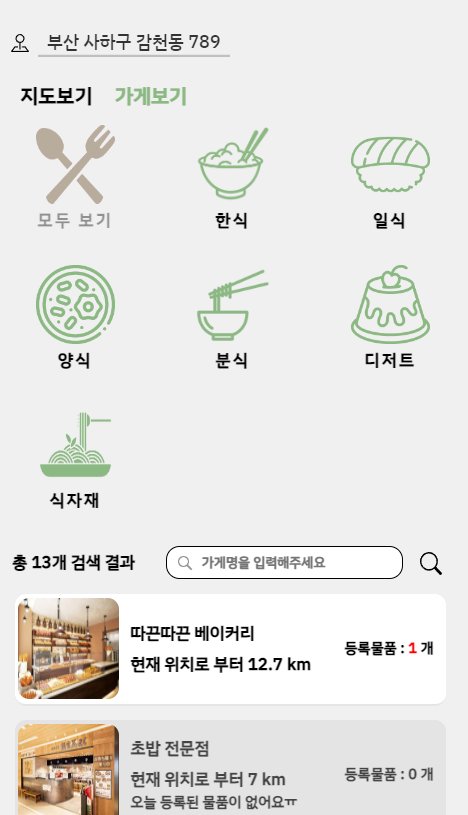 부산 사하구 감천동 789
지도보기 가게보기
모두 보기 한식 일식
양식 분식 디저트
식자재
총 13개 검색 결과 가게명을 입력해주세요
따끈따끈 베이커리
현재 위치로 부터 12.7 km
등록물품 : 1 개
초밥 전문점
현재 위치로 부터 7 km
오늘 등록된 물품이 없어요ㅠ
등록물품 : 0 개